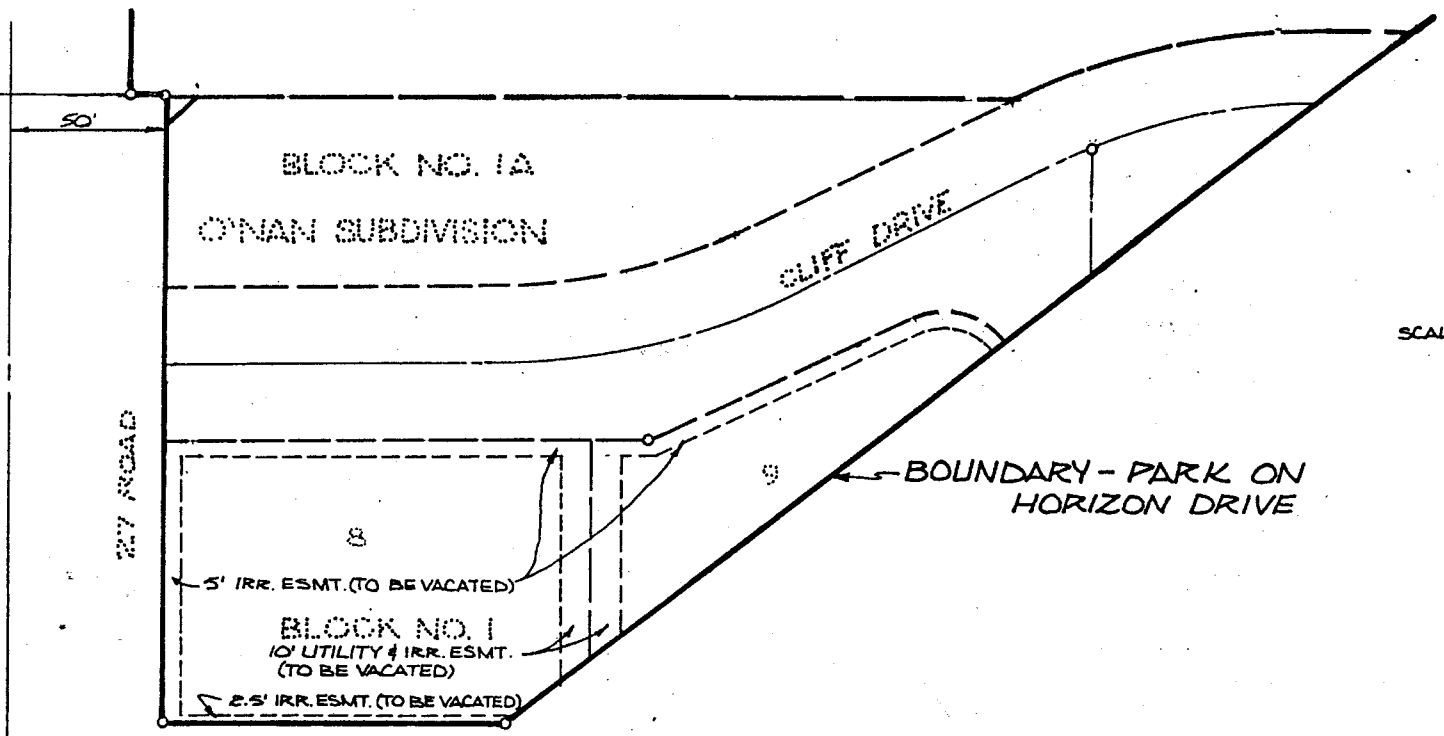 50'
BLOCK NO. 1A
O'NAN SUBDIVISION
CLIFF DRIVE
SCAL
27 ROAD
9
BOUNDARY - PARK ON
HORIZON DRIVE
8
5' IRR. ESMT. (TO BE VACATED)
BLOCK NO. 1
10' UTILITY & IRR. ESMT.
(TO BE VACATED)
2.5' IRR. ESMT. (TO BE VACATED)